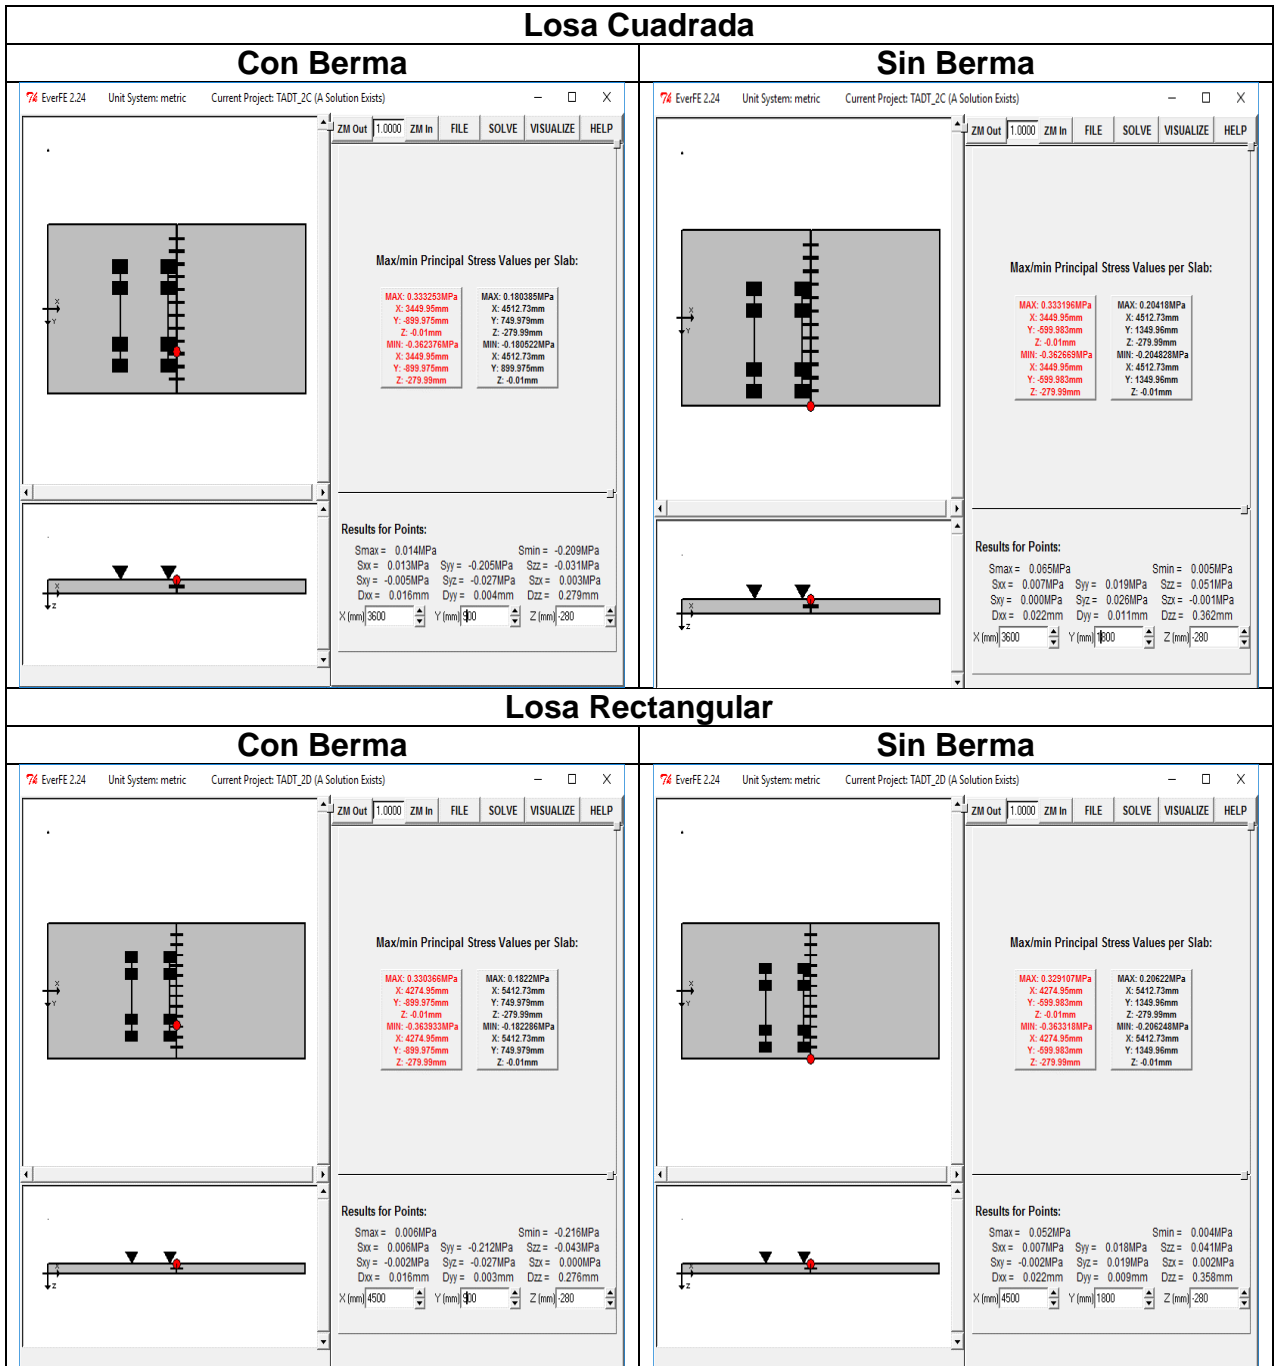 Losa Cuadrada
Con Berma
Sin Berma
EverFE 2.24 Unit System: metric Current Project: TADT_2C (A Solution Exists)
ZM Out 1.0000 ZM In FILE SOLVE VISUALIZE HELP
X
Y
Max/min Principal Stress Values per Slab:
MAX: 0.333253MPa
X: 3449.95mm
Y: -899.975mm
Z: -0.01mm
MIN: -0.362376MPa
X: 3449.95mm
Y: -899.975mm
Z: -279.99mm
MAX: 0.180385MPa
X: 4512.73mm
Y: 749.979mm
Z: -279.99mm
MIN: -0.180522MPa
X: 4512.73mm
Y: 899.975mm
Z: -0.01mm
X
Z
Results for Points:
Smax = 0.014MPa Smin = -0.209MPa
Sxx = 0.013MPa Syy = -0.205MPa Szz = -0.031MPa
Sxy = -0.005MPa Syz = -0.027MPa Szx = 0.003MPa
Dxx = 0.016mm Dyy = 0.004mm Dzz = 0.279mm
X (mm) 3600 Y (mm) 900 Z (mm) -280
EverFE 2.24 Unit System: metric Current Project: TADT_2C (A Solution Exists)
ZM Out 1.0000 ZM In FILE SOLVE VISUALIZE HELP
X
Y
Max/min Principal Stress Values per Slab:
MAX: 0.333196MPa
X: 3449.95mm
Y: -599.983mm
Z: -0.01mm
MIN: -0.362669MPa
X: 3449.95mm
Y: -599.983mm
Z: -279.99mm
MAX: 0.20418MPa
X: 4512.73mm
Y: 1349.96mm
Z: -279.99mm
MIN: -0.204828MPa
X: 4512.73mm
Y: 1349.96mm
Z: -0.01mm
X
Z
Results for Points:
Smax = 0.065MPa Smin = 0.005MPa
Sxx = 0.007MPa Syy = 0.019MPa Szz = 0.051MPa
Sxy = 0.000MPa Syz = 0.026MPa Szx = -0.001MPa
Dxx = 0.022mm Dyy = 0.011mm Dzz = 0.362mm
X (mm) 3600 Y (mm) 1800 Z (mm) -280
Losa Rectangular
Con Berma
Sin Berma
EverFE 2.24 Unit System: metric Current Project: TADT_2D (A Solution Exists)
ZM Out 1.0000 ZM In FILE SOLVE VISUALIZE HELP
X
Y
Max/min Principal Stress Values per Slab:
MAX: 0.330366MPa
X: 4274.95mm
Y: -899.975mm
Z: -0.01mm
MIN: -0.363933MPa
X: 4274.95mm
Y: -899.975mm
Z: -279.99mm
MAX: 0.1822MPa
X: 5412.73mm
Y: 749.979mm
Z: -279.99mm
MIN: -0.182286MPa
X: 5412.73mm
Y: 749.979mm
Z: -0.01mm
X
Z
Results for Points:
Smax = 0.006MPa Smin = -0.216MPa
Sxx = 0.006MPa Syy = -0.212MPa Szz = -0.043MPa
Sxy = -0.002MPa Syz = -0.027MPa Szx = 0.000MPa
Dxx = 0.016mm Dyy = 0.003mm Dzz = 0.276mm
X (mm) 4500 Y (mm) 900 Z (mm) -280
EverFE 2.24 Unit System: metric Current Project: TADT_2D (A Solution Exists)
ZM Out 1.0000 ZM In FILE SOLVE VISUALIZE HELP
X
Y
Max/min Principal Stress Values per Slab:
MAX: 0.329107MPa
X: 4274.95mm
Y: -599.983mm
Z: -0.01mm
MIN: -0.363318MPa
X: 4274.95mm
Y: -599.983mm
Z: -279.99mm
MAX: 0.20622MPa
X: 5412.73mm
Y: 1349.96mm
Z: -279.99mm
MIN: -0.206248MPa
X: 5412.73mm
Y: 1349.96mm
Z: -0.01mm
X
Z
Results for Points:
Smax = 0.052MPa Smin = 0.004MPa
Sxx = 0.007MPa Syy = 0.018MPa Szz = 0.041MPa
Sxy = -0.002MPa Syz = 0.019MPa Szx = 0.002MPa
Dxx = 0.022mm Dyy = 0.009mm Dzz = 0.358mm
X (mm) 4500 Y (mm) 1800 Z (mm) -280